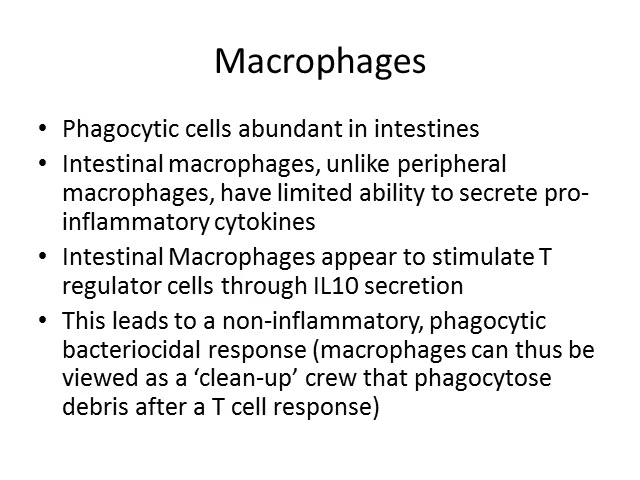 Macrophages
• Phagocytic cells abundant in intestines
• Intestinal macrophages, unlike peripheral
macrophages, have limited ability to secrete pro-
inflammatory cytokines
• Intestinal Macrophages appear to stimulate T
regulator cells through IL10 secretion
• This leads to a non-inflammatory, phagocytic
bacteriocidal response (macrophages can thus be
viewed as a ‘clean-up’ crew that phagocytose
debris after a T cell response)